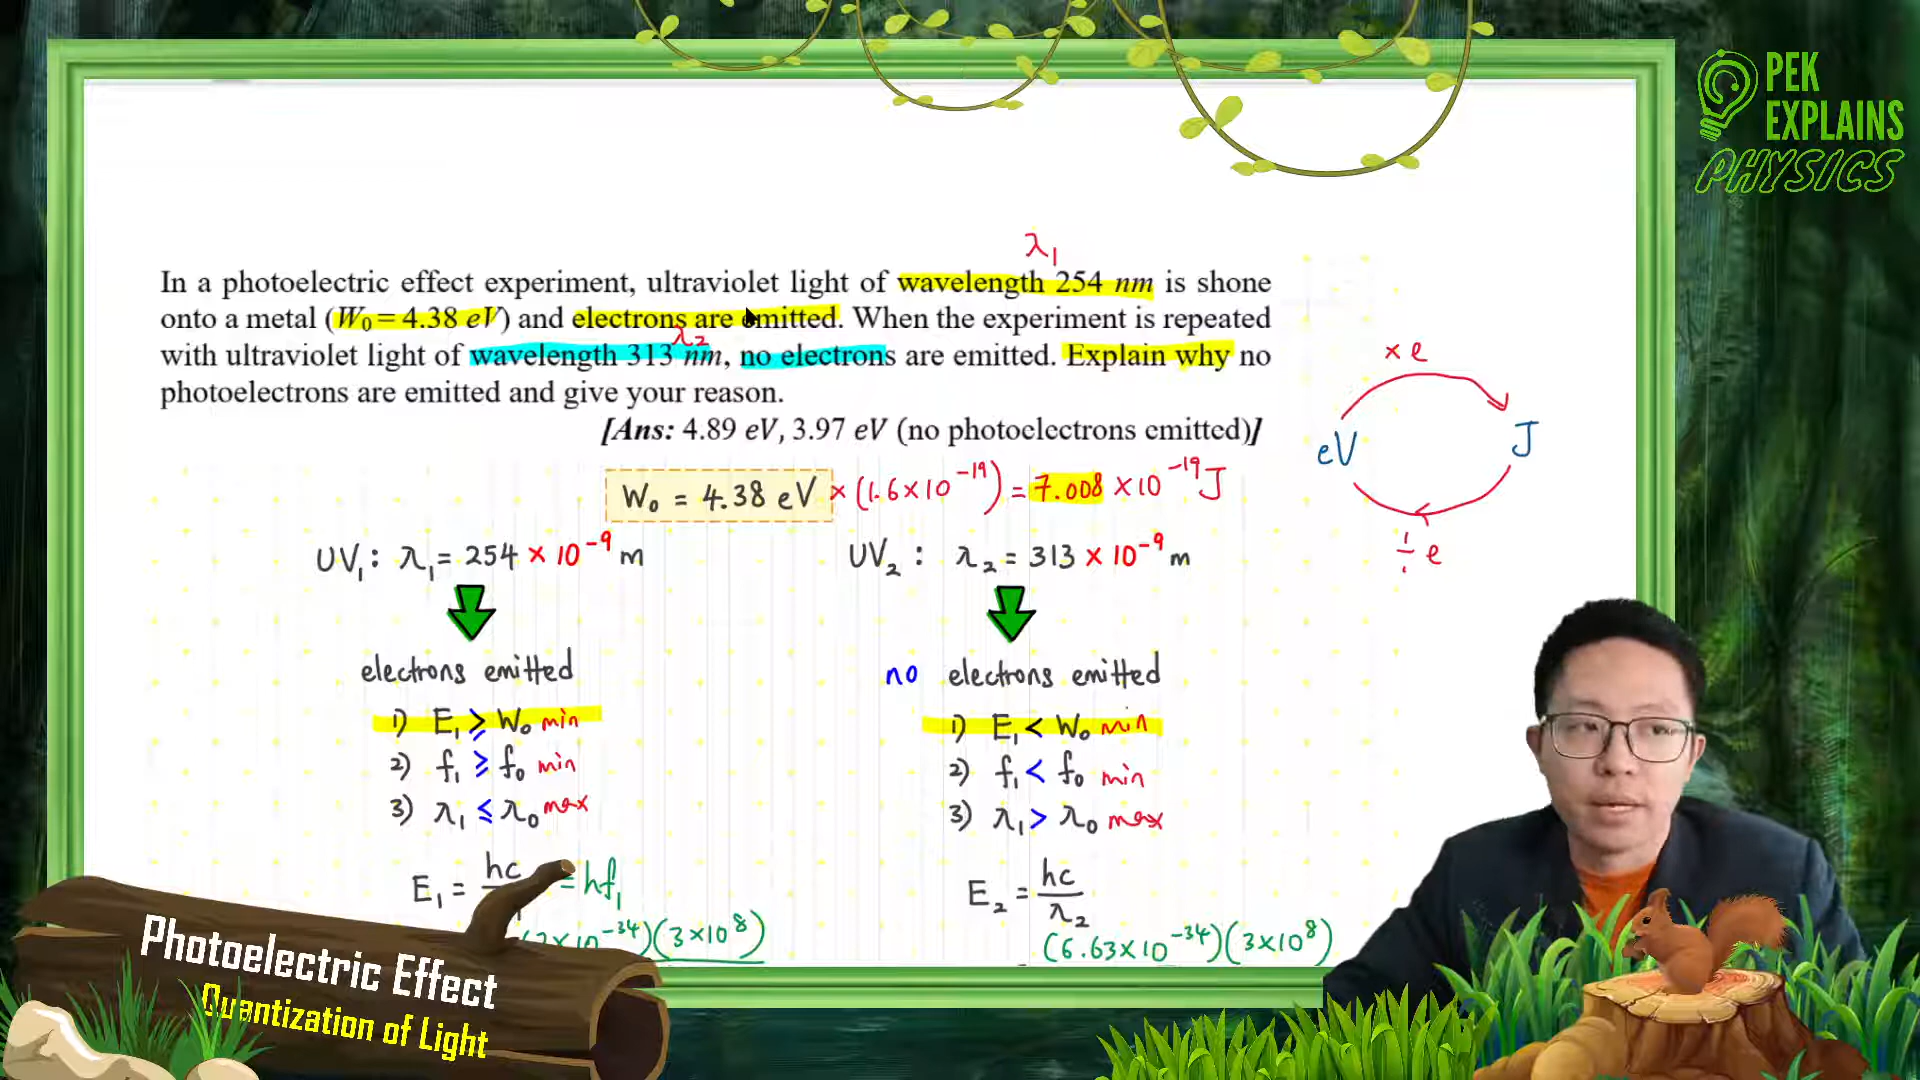 PEK
EXPLAINS
PHYSICS
λ₁
In a photoelectric effect experiment, ultraviolet light of wavelength 254 nm is shone
onto a metal (W₀ = 4.38 eV) and electrons are emitted. When the experiment is repeated
λ₂
with ultraviolet light of wavelength 313 nm, no electrons are emitted. Explain why no
photoelectrons are emitted and give your reason.
[Ans: 4.89 eV, 3.97 eV (no photoelectrons emitted)]
× e
eV
J
÷ e
W₀ = 4.38 eV × (1.6 × 10⁻¹⁹) = 7.008 × 10⁻¹⁹ J
UV₁ : λ₁ = 254 × 10⁻⁹ m
electrons emitted
1) E₁ ≥ W₀ min
2) f₁ ≥ f₀ min
3) λ₁ ≤ λ₀ max
E₁ = hc = hf₁
×10⁻³⁴)(3×10⁸)
UV₂ : λ₂ = 313 × 10⁻⁹ m
no electrons emitted
1) E₁ < W₀ min
2) f₁ < f₀ min
3) λ₁ > λ₀ max
E₂ = hc / λ₂
(6.63×10⁻³⁴)(3×10⁸)
Photoelectric Effect
Quantization of Light